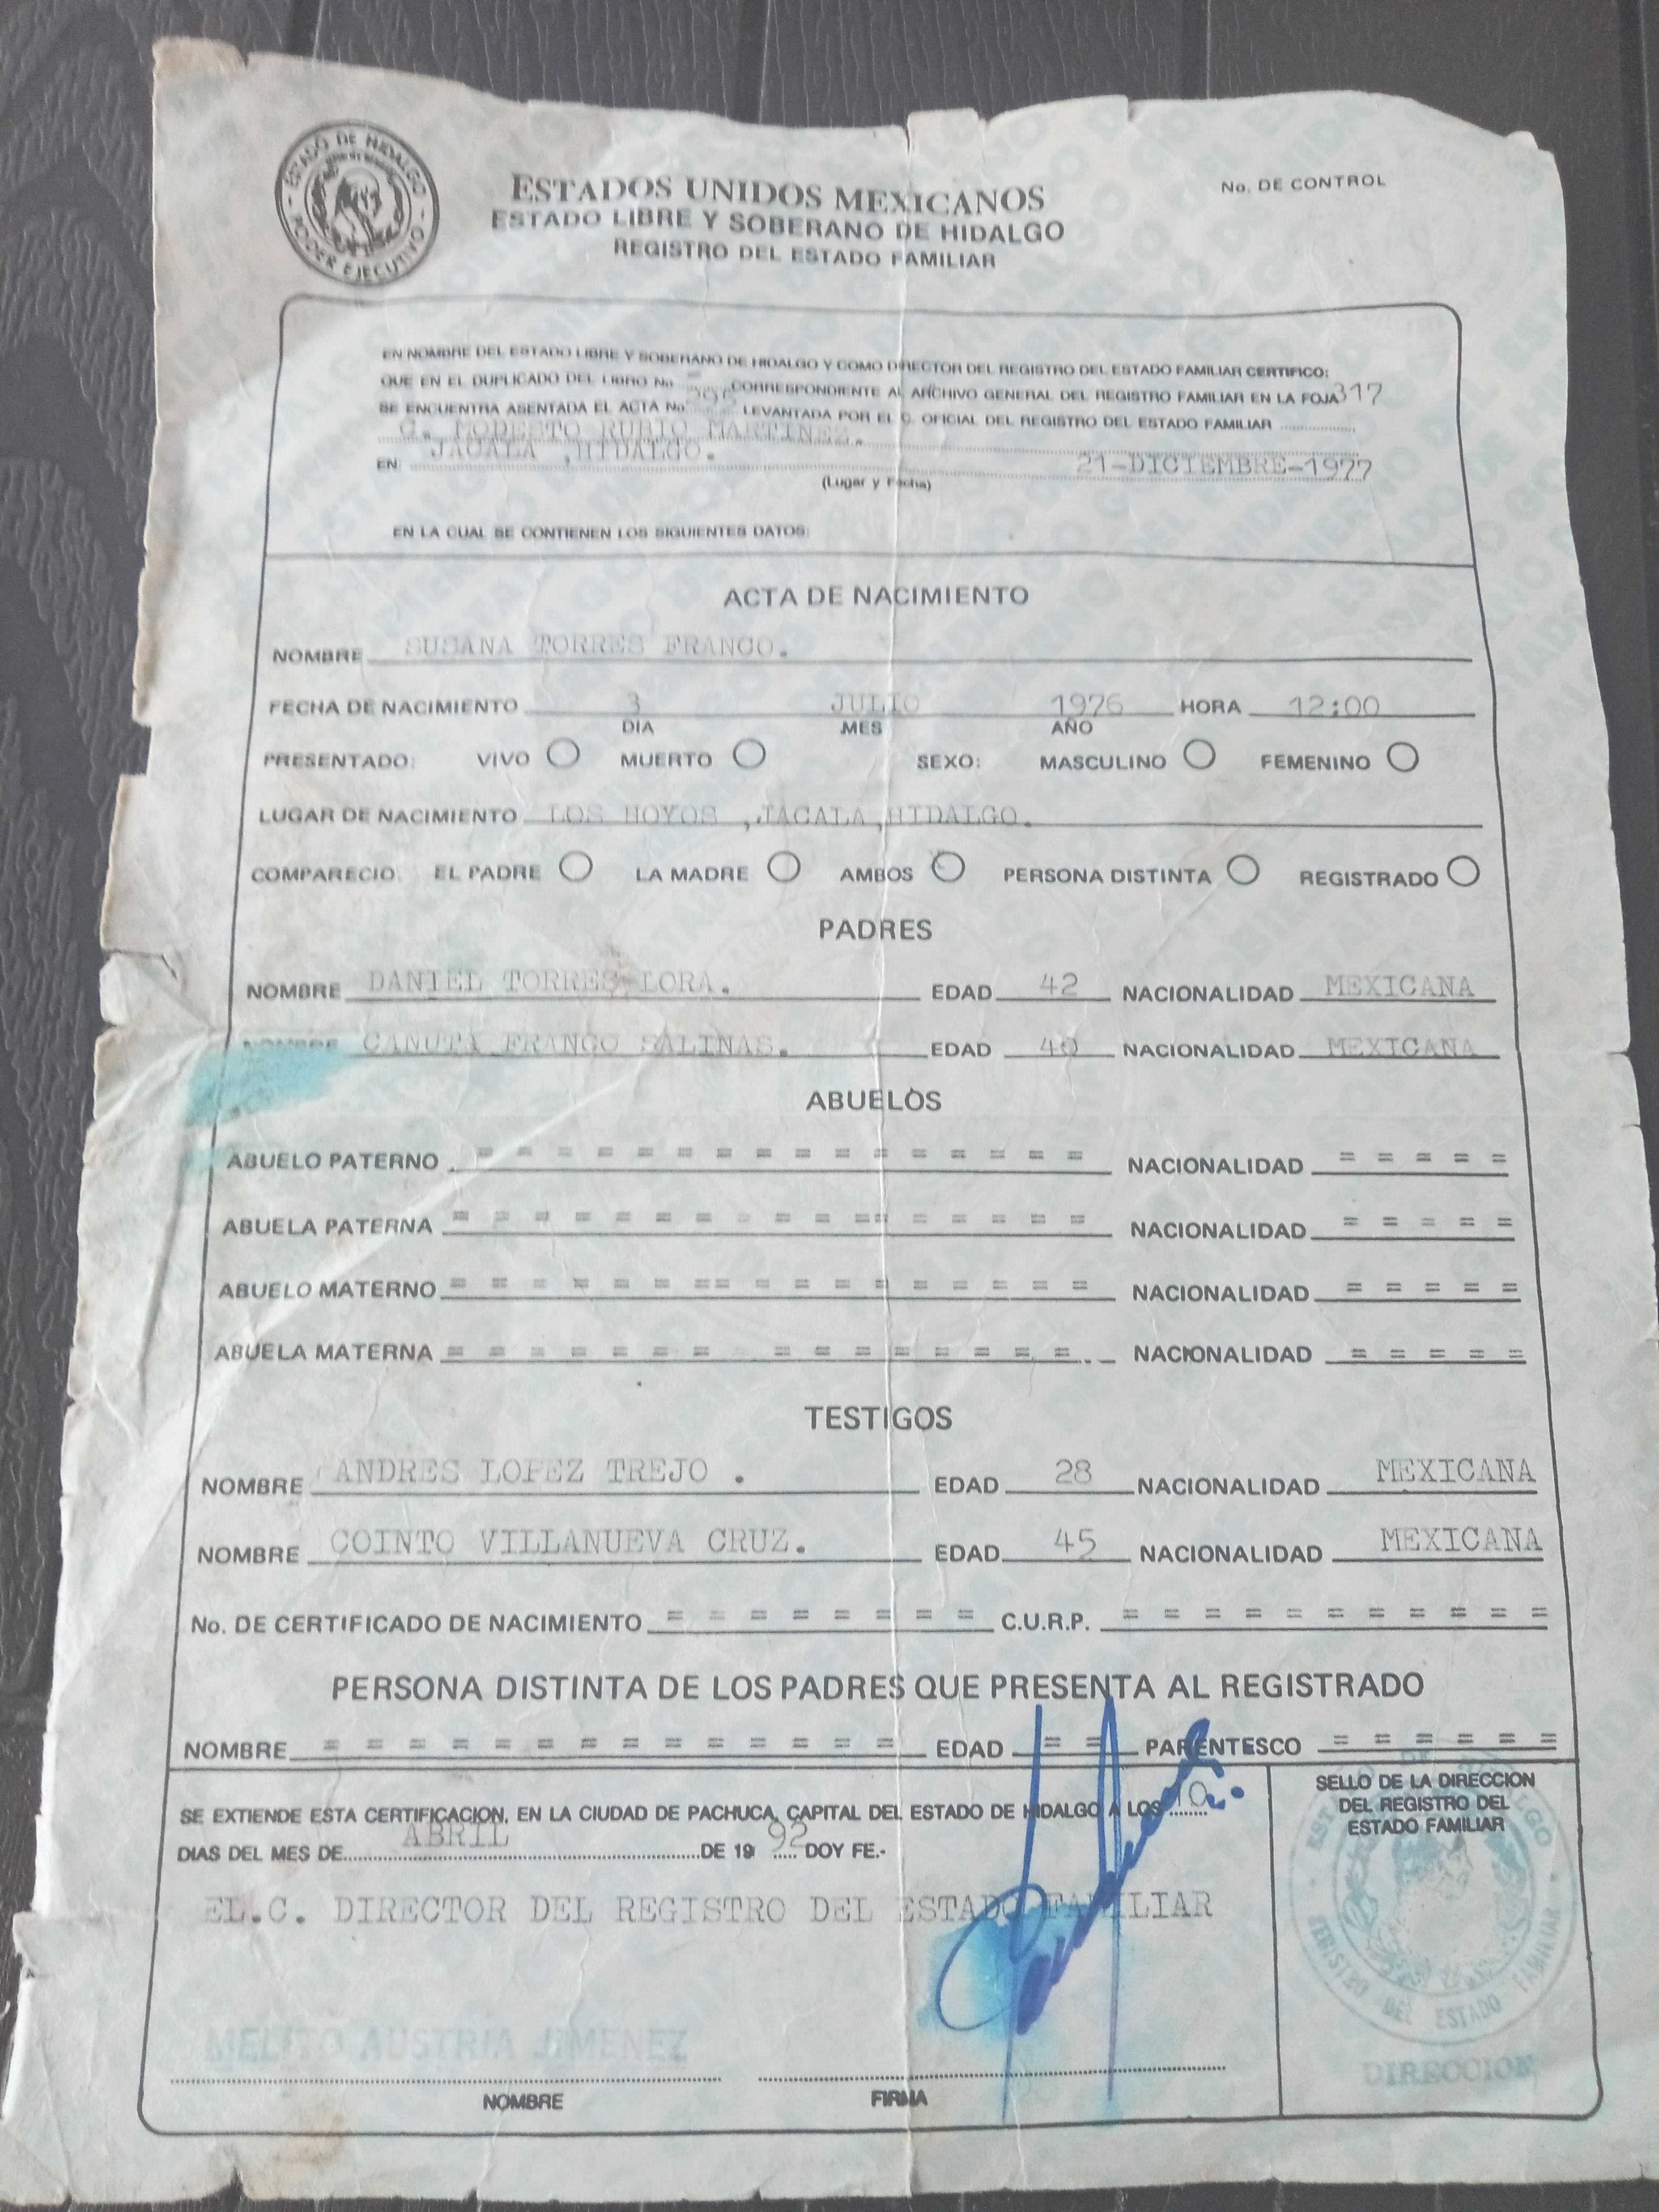 ESTADO DE HIDALGO
PODER EJECUTIVO
ESTADOS UNIDOS MEXICANOS
ESTADO LIBRE Y SOBERANO DE HIDALGO
REGISTRO DEL ESTADO FAMILIAR
No. DE CONTROL
EN NOMBRE DEL ESTADO LIBRE Y SOBERANO DE HIDALGO Y COMO DIRECTOR DEL REGISTRO DEL ESTADO FAMILIAR CERTIFICO:
QUE EN EL DUPLICADO DEL LIBRO No. CORRESPONDIENTE AL ARCHIVO GENERAL DEL REGISTRO FAMILIAR EN LA FOJA 317
SE ENCUENTRA ASENTADA EL ACTA No. LEVANTADA POR EL C. OFICIAL DEL REGISTRO DEL ESTADO FAMILIAR
C. MODESTO RUBIO MARTINEZ.
EN JACALA ,HIDALGO. 21-DICIEMBRE-1977
(Lugar y Fecha)
EN LA CUAL SE CONTIENEN LOS SIGUIENTES DATOS:
ACTA DE NACIMIENTO
NOMBRE SUSANA TORRES FRANCO.
FECHA DE NACIMIENTO 3 JULIO 1976 HORA 12:00
DIA MES AÑO
PRESENTADO: VIVO MUERTO SEXO: MASCULINO FEMENINO
LUGAR DE NACIMIENTO LOS HOYOS ,JACALA,HIDALGO.
COMPARECIO: EL PADRE LA MADRE AMBOS PERSONA DISTINTA REGISTRADO
PADRES
NOMBRE DANIEL TORRES LORA. EDAD 42 NACIONALIDAD MEXICANA
NOMBRE CANUTA FRANCO SALINAS. EDAD 40 NACIONALIDAD MEXICANA
ABUELOS
ABUELO PATERNO = = = = = = = = = = = = = = = = NACIONALIDAD = = = = =
ABUELA PATERNA = = = = = = = = = = = == = = = = = NACIONALIDAD = = = = =
ABUELO MATERNO = = = = = = = == = = = = = = = = NACIONALIDAD = = = = =
ABUELA MATERNA = = = = = = = = = = = = = = = NACIONALIDAD = = = = =
TESTIGOS
NOMBRE ANDRES LOPEZ TREJO . EDAD 28 NACIONALIDAD MEXICANA
NOMBRE COINTO VILLANUEVA CRUZ. EDAD 45 NACIONALIDAD MEXICANA
No. DE CERTIFICADO DE NACIMIENTO = = = = = = = = C.U.R.P. = = = = = = = = = = =
PERSONA DISTINTA DE LOS PADRES QUE PRESENTA AL REGISTRADO
NOMBRE = = = = = = = = = = = = = = EDAD = = PARENTESCO = = = = = =
SE EXTIENDE ESTA CERTIFICACION, EN LA CIUDAD DE PACHUCA, CAPITAL DEL ESTADO DE HIDALGO A LOS 10
DIAS DEL MES DE ABRIL DE 19 92 DOY FE.-
EL.C. DIRECTOR DEL REGISTRO DEL ESTADO FAMILIAR
MELITO AUSTRIA JIMENEZ
NOMBRE FIRMA
SELLO DE LA DIRECCION
DEL REGISTRO DEL
ESTADO FAMILIAR
REGISTRO DEL ESTADO FAMILIAR
DIRECCION